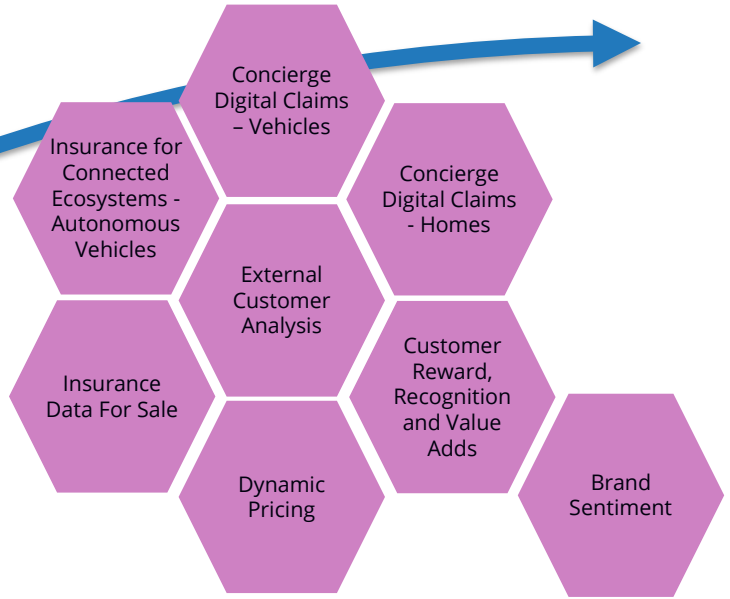 Concierge
Digital Claims
– Vehicles
Insurance for
Connected
Ecosystems -
Autonomous
Vehicles
Concierge
Digital Claims
- Homes
External
Customer
Analysis
Customer
Reward,
Recognition
and Value
Adds
Insurance
Data For Sale
Dynamic
Pricing
Brand
Sentiment